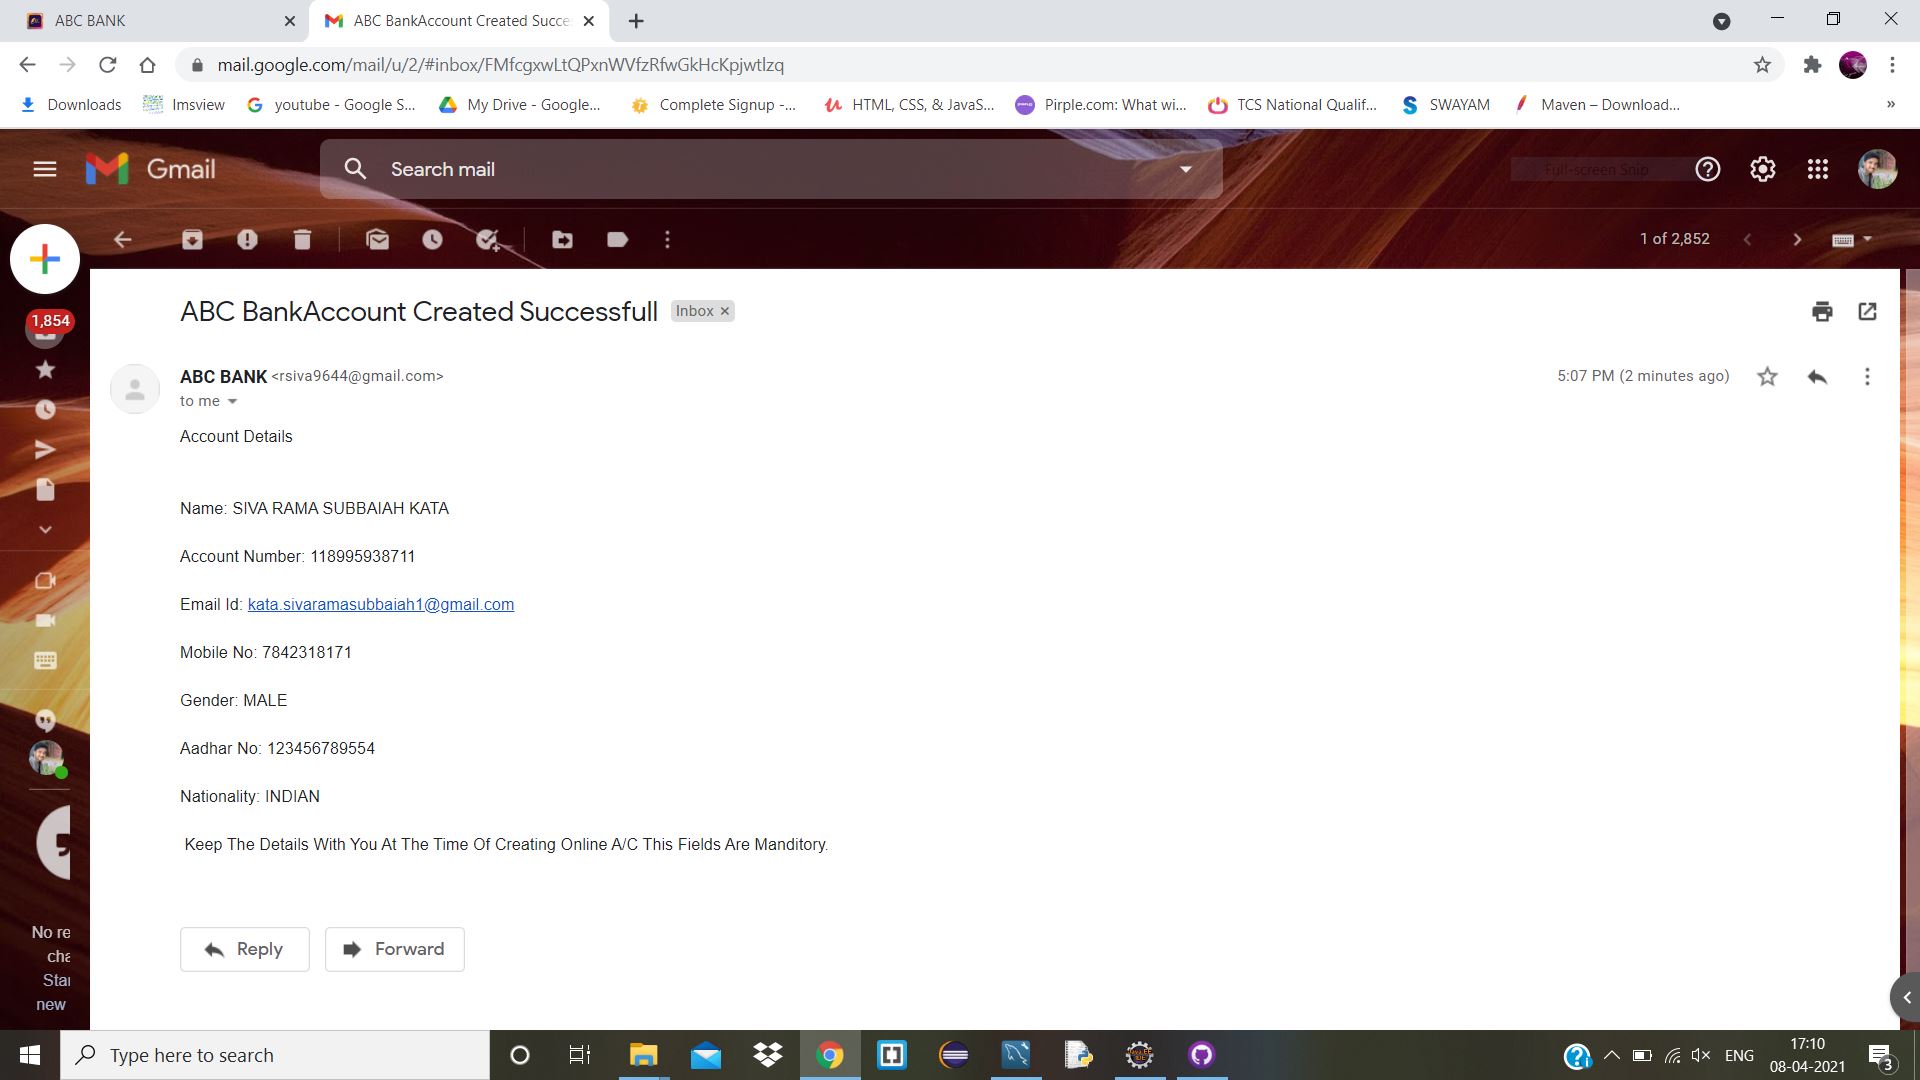 ABC BANK
ABC BankAccount Created Succe
mail.google.com/mail/u/2/#inbox/FMfcgxwLtQPxnWVfzRfwGkHcKpjwtlzq
Downloads Imsview youtube - Google S... My Drive - Google... Complete Signup -... HTML, CSS, & JavaS... Pirple.com: What wi... TCS National Qualif... SWAYAM Maven – Download... »
Gmail
Search mail
Full-screen Snip
1 of 2,852
1,854
ABC BankAccount Created Successfull Inbox ×
ABC BANK <rsiva9644@gmail.com>
5:07 PM (2 minutes ago)
to me
Account Details
Name: SIVA RAMA SUBBAIAH KATA
Account Number: 118995938711
Email Id: kata.sivaramasubbaiah1@gmail.com
Mobile No: 7842318171
Gender: MALE
Aadhar No: 123456789554
Nationality: INDIAN
Keep The Details With You At The Time Of Creating Online A/C This Fields Are Manditory.
Reply Forward
No re
cha
Star
new
Type here to search
ENG
17:10
08-04-2021
3